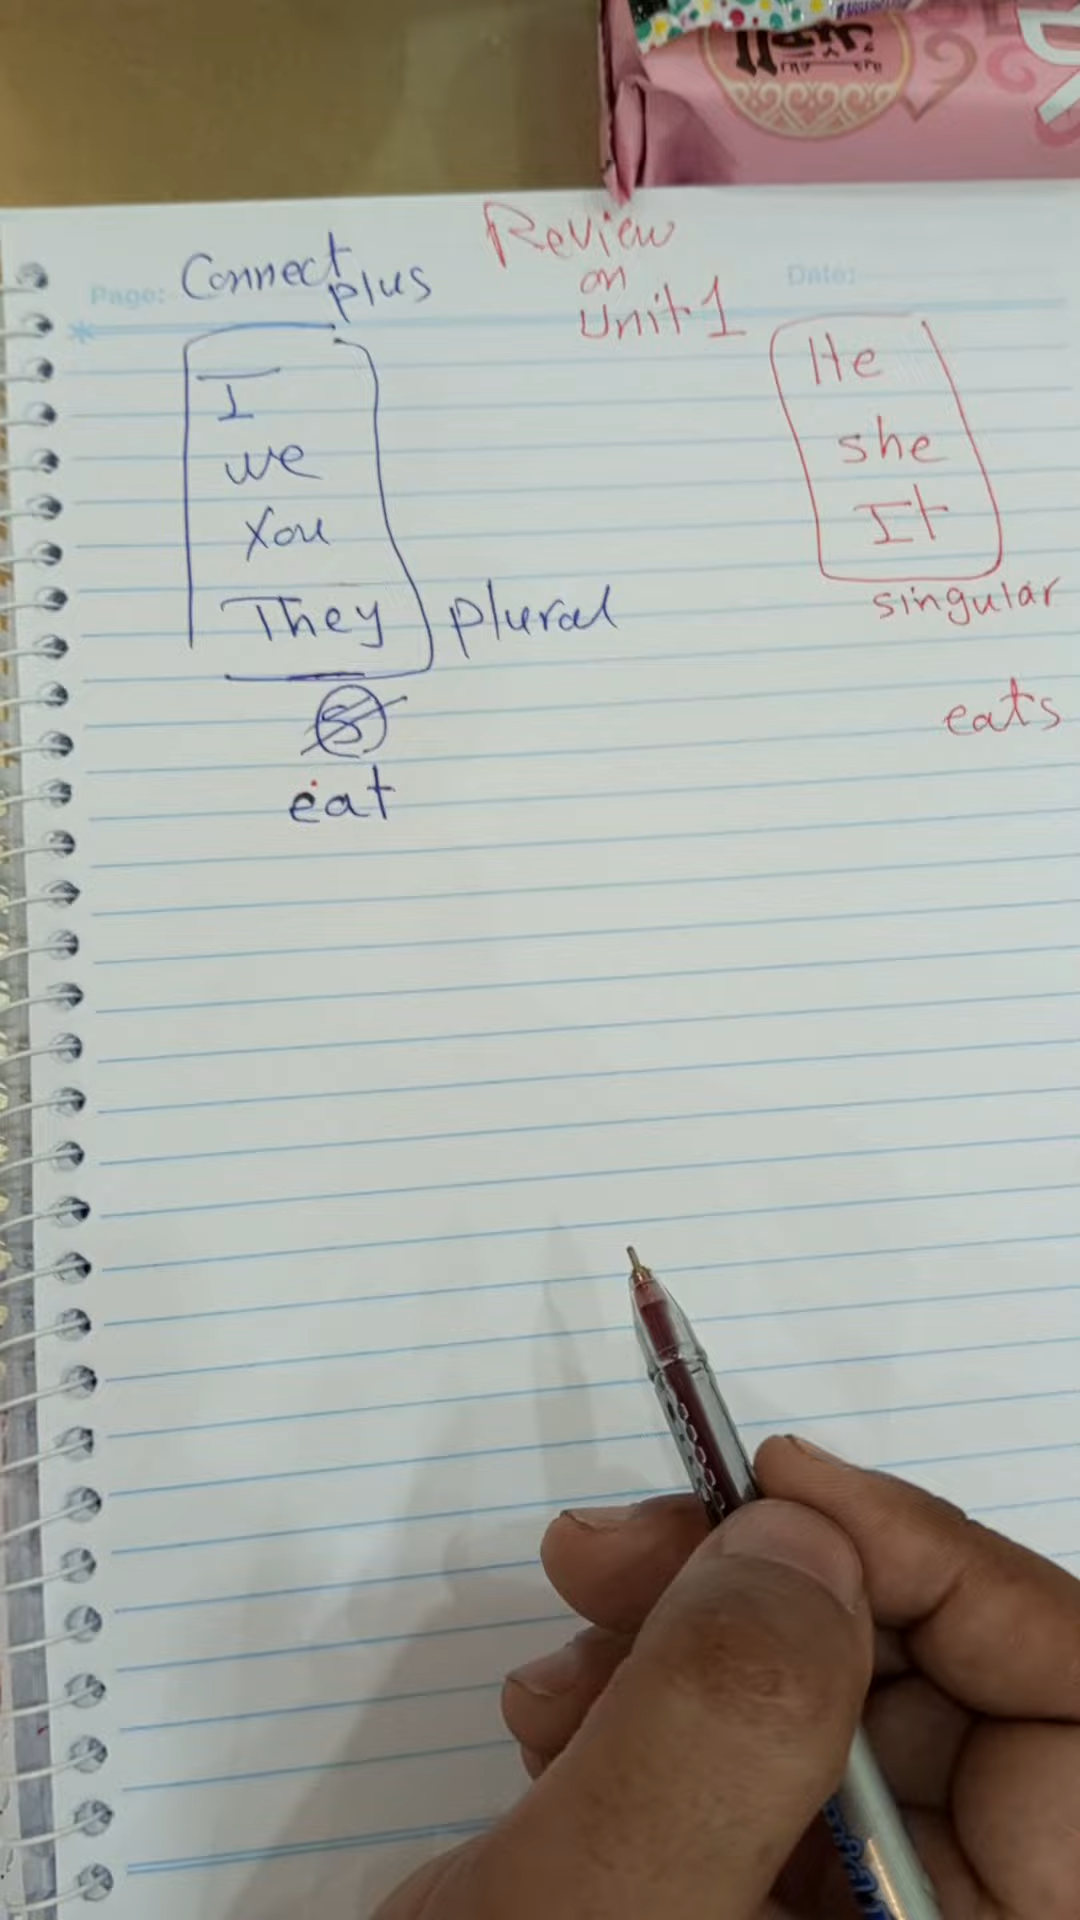 Connect plus
Review
on
Unit 1
Page:
Date:
I
we
You
They
plural
S
eat
He
she
It
singular
eats